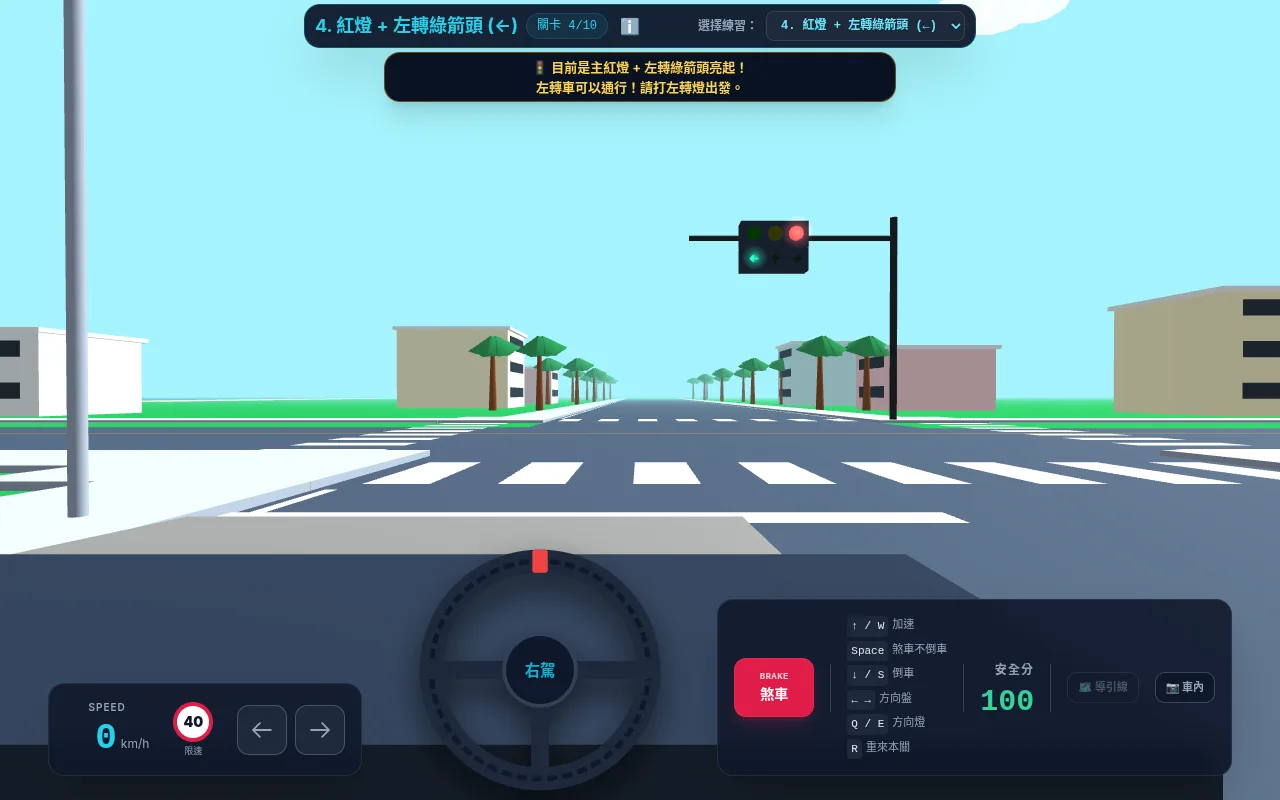 4. 紅燈 + 左轉綠箭頭 (←)
關卡 4/10
ℹ️
選擇練習：
4. 紅燈 + 左轉綠箭頭 (←)
🚦 目前是主紅燈 + 左轉綠箭頭亮起！
左轉車可以通行！請打左轉燈出發。
SPEED
0 km/h
40
限速
← →
右駕
BRAKE
煞車
↑ / W 加速
Space 煞車不倒車
↓ / S 倒車
← → 方向盤
Q / E 方向燈
R 重來本關
安全分
100
🗺️ 導引線
📷 車內